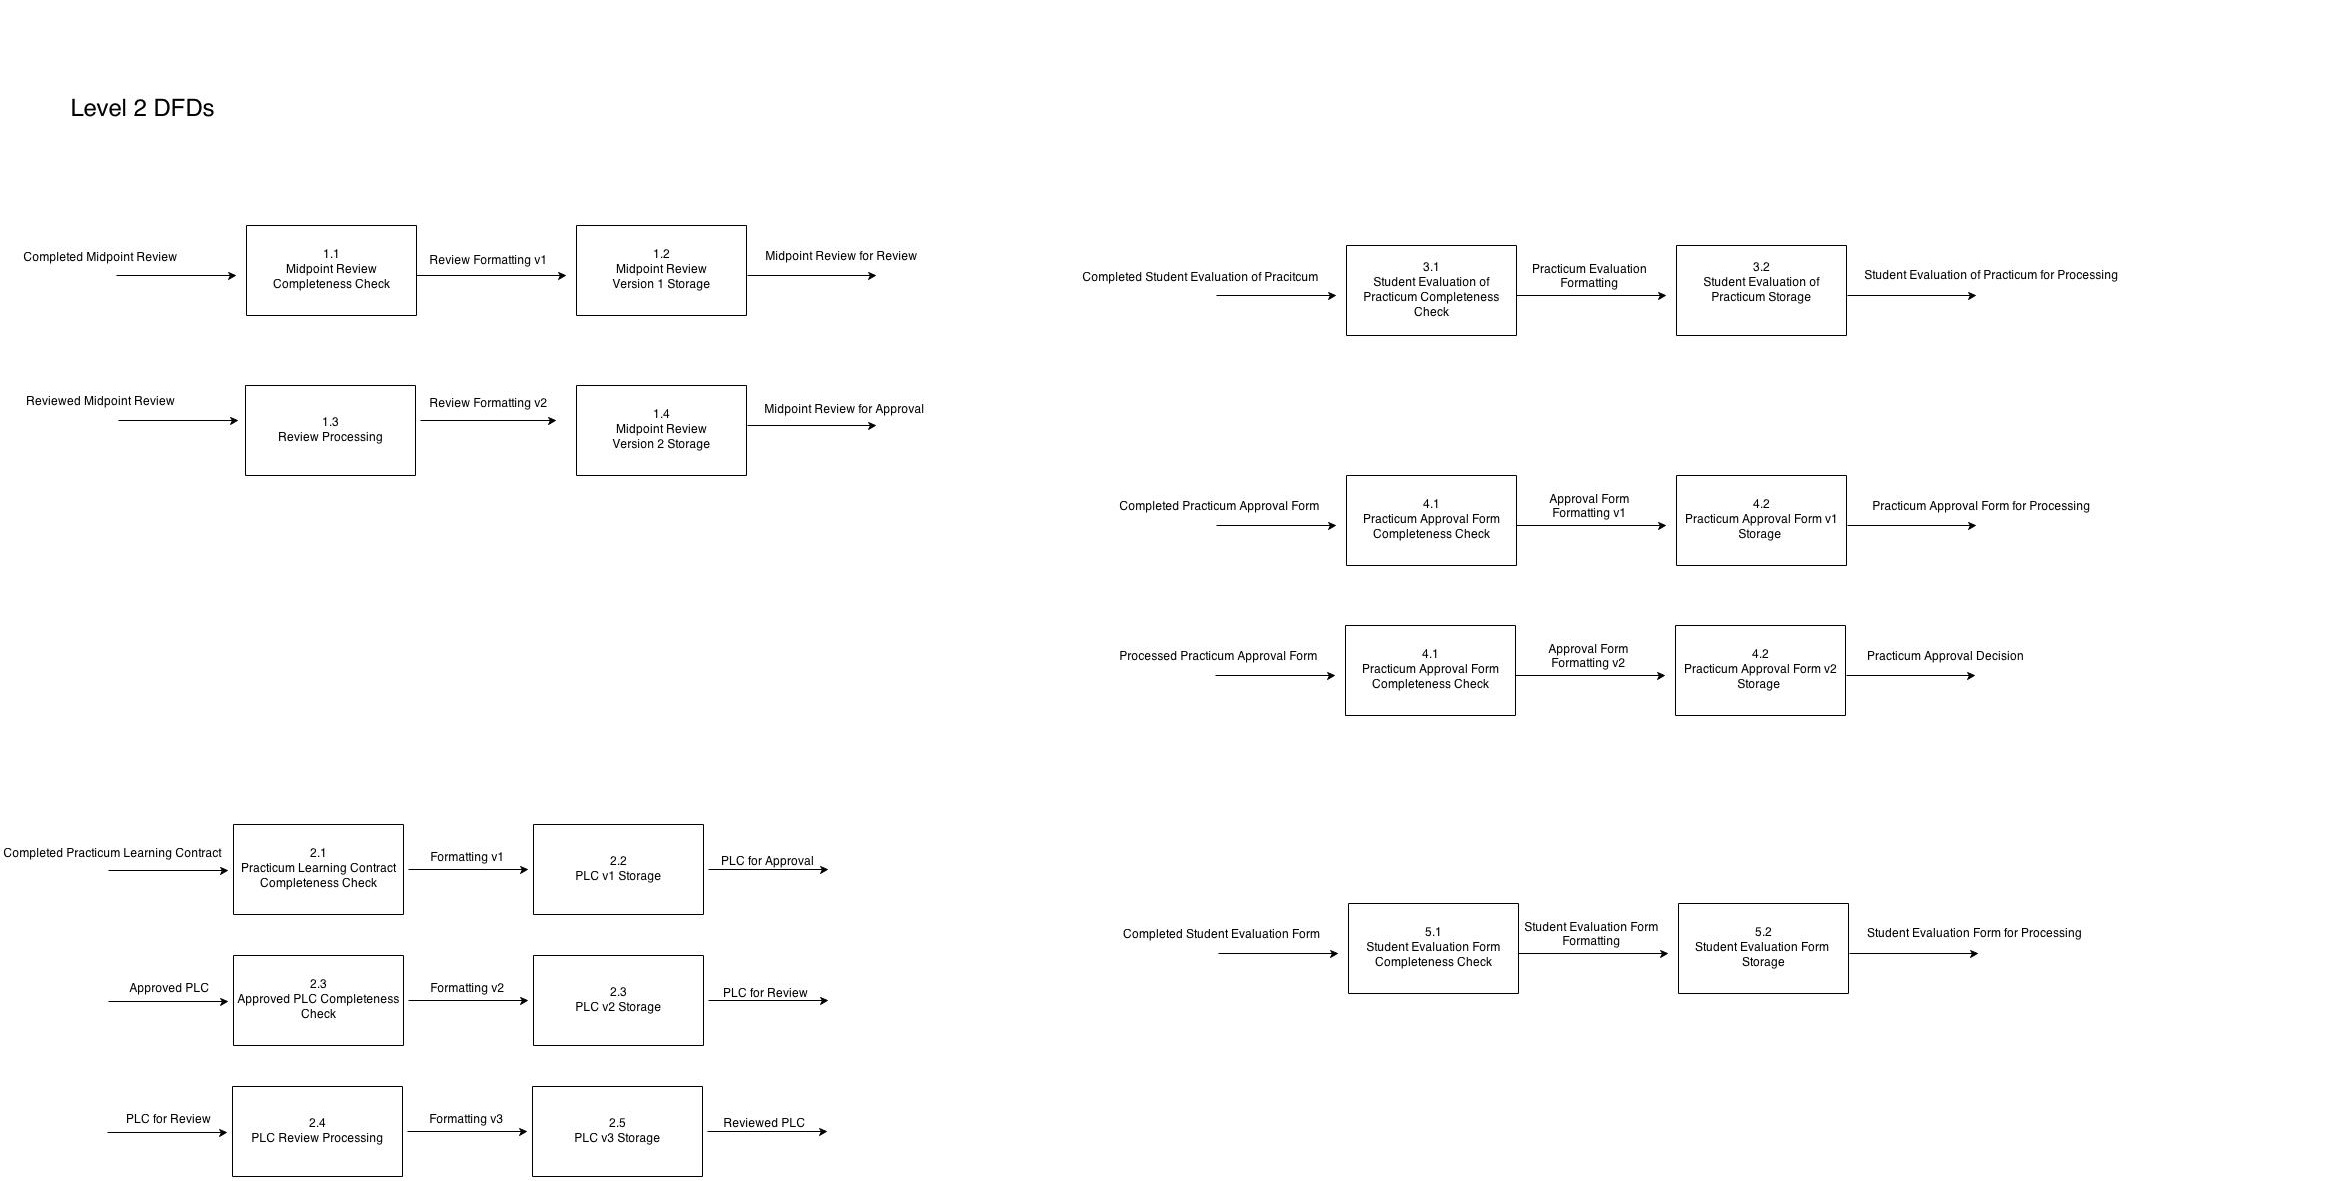 Level 2 DFDs
Completed Midpoint Review
1.1
Midpoint Review
Completeness Check
Review Formatting v1
1.2
Midpoint Review
Version 1 Storage
Midpoint Review for Review
Reviewed Midpoint Review
1.3
Review Processing
Review Formatting v2
1.4
Midpoint Review
Version 2 Storage
Midpoint Review for Approval
Completed Practicum Learning Contract
2.1
Practicum Learning Contract
Completeness Check
Formatting v1
2.2
PLC v1 Storage
PLC for Approval
Approved PLC
2.3
Approved PLC Completeness
Check
Formatting v2
2.3
PLC v2 Storage
PLC for Review
PLC for Review
2.4
PLC Review Processing
Formatting v3
2.5
PLC v3 Storage
Reviewed PLC
Completed Student Evaluation of Pracitcum
3.1
Student Evaluation of
Practicum Completeness
Check
Practicum Evaluation
Formatting
3.2
Student Evaluation of
Practicum Storage
Student Evaluation of Practicum for Processing
Completed Practicum Approval Form
4.1
Practicum Approval Form
Completeness Check
Approval Form
Formatting v1
4.2
Practicum Approval Form v1
Storage
Practicum Approval Form for Processing
Processed Practicum Approval Form
4.1
Practicum Approval Form
Completeness Check
Approval Form
Formatting v2
4.2
Practicum Approval Form v2
Storage
Practicum Approval Decision
Completed Student Evaluation Form
5.1
Student Evaluation Form
Completeness Check
Student Evaluation Form
Formatting
5.2
Student Evaluation Form
Storage
Student Evaluation Form for Processing